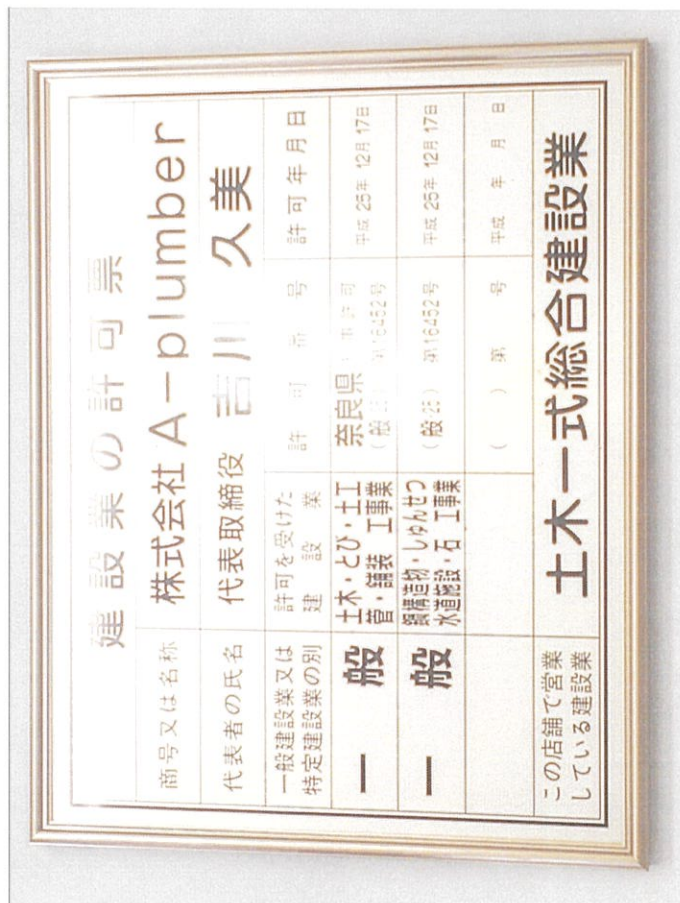 建設業の許可票
商号又は名称 株式会社 A-plumber
代表者の氏名 代表取締役 吉川 久美
一般建設業又は
特定建設業の別
許可を受けた
建設業
許可番号
許可年月日
一般
土木・とび・土工
管・舗装 工事業
奈良県 知事許可
(般-25) 第16452号
平成 25年 12月 17日
一般
鋼構造物・しゅんせつ
水道施設・石 工事業
(般-25) 第16452号
平成 25年 12月 17日
( ) 第 号
平成 年 月 日
この店舗で営業
している建設業
土木一式総合建設業